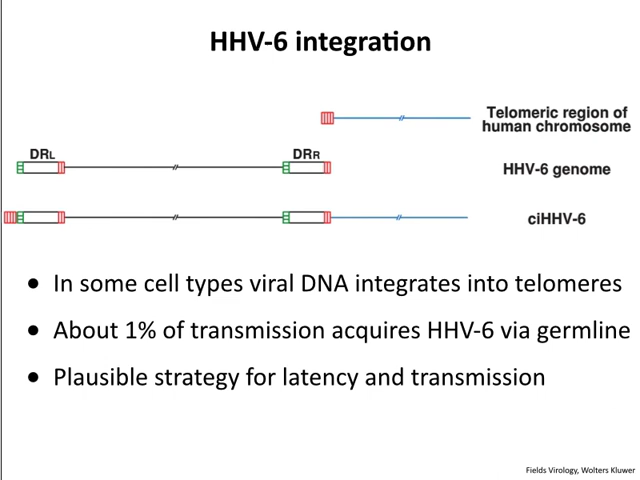 HHV-6 integration
Telomeric region of
human chromosome
DRL DRR
HHV-6 genome
ciHHV-6
• In some cell types viral DNA integrates into telomeres
• About 1% of transmission acquires HHV-6 via germline
• Plausible strategy for latency and transmission
Fields Virology, Wolters Kluwer